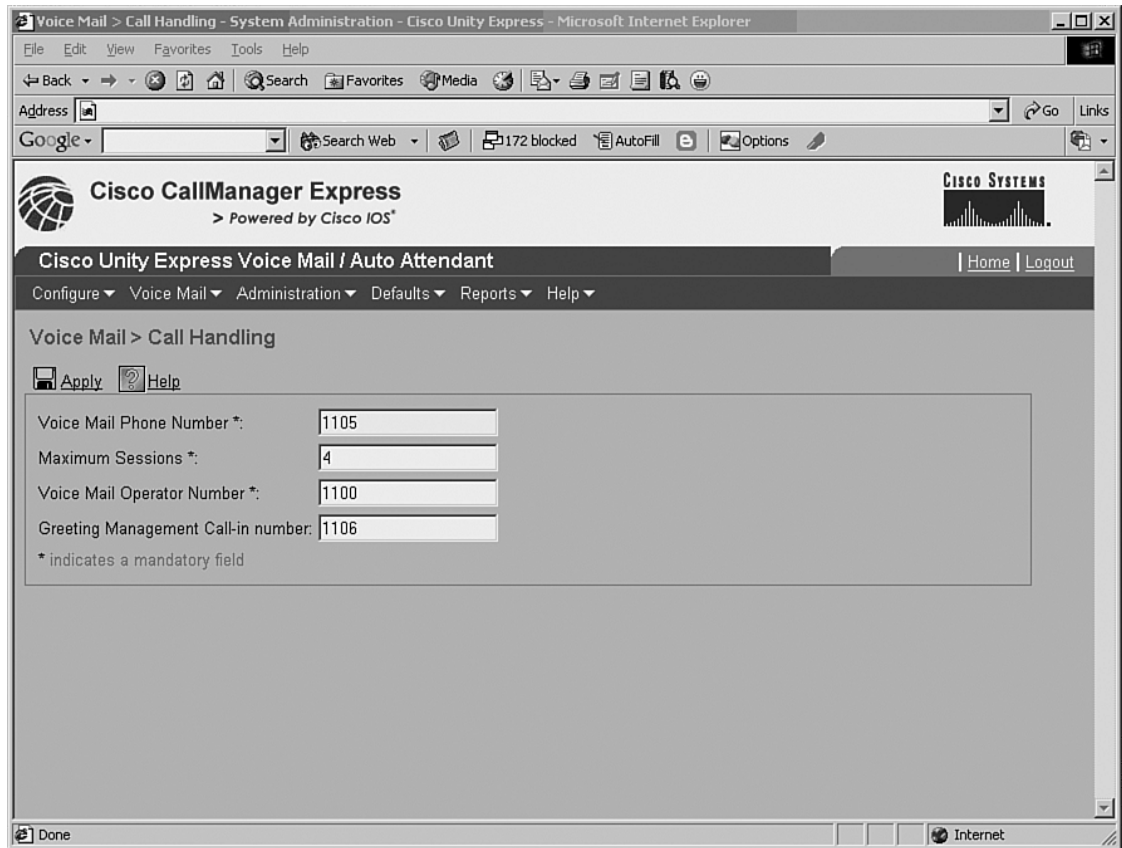 Voice Mail > Call Handling - System Administration - Cisco Unity Express - Microsoft Internet Explorer
File Edit View Favorites Tools Help
Back Search Favorites Media
Address Go Links
Google Search Web 172 blocked AutoFill Options
Cisco CallManager Express
> Powered by Cisco IOS®
CISCO SYSTEMS
Cisco Unity Express Voice Mail / Auto Attendant
Home | Logout
Configure Voice Mail Administration Defaults Reports Help
Voice Mail > Call Handling
Apply Help
Voice Mail Phone Number *: 1105
Maximum Sessions *: 4
Voice Mail Operator Number *: 1100
Greeting Management Call-in number: 1106
* indicates a mandatory field
Done Internet